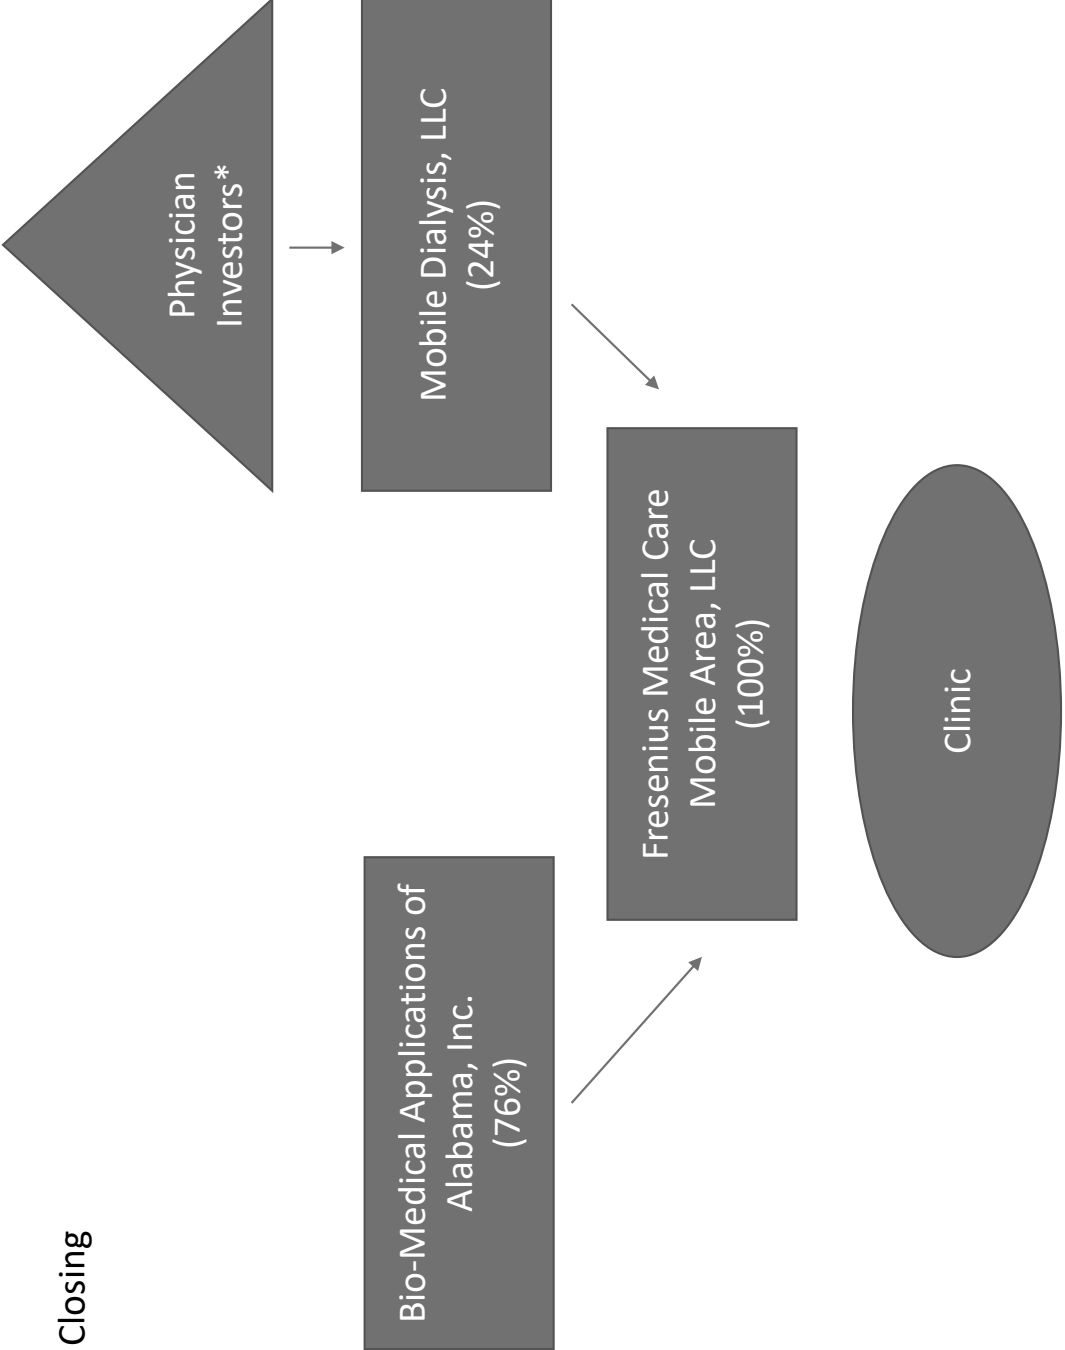 Closing
Physician
Investors*
Bio-Medical Applications of
Alabama, Inc.
(76%)
Mobile Dialysis, LLC
(24%)
Fresenius Medical Care
Mobile Area, LLC
(100%)
Clinic